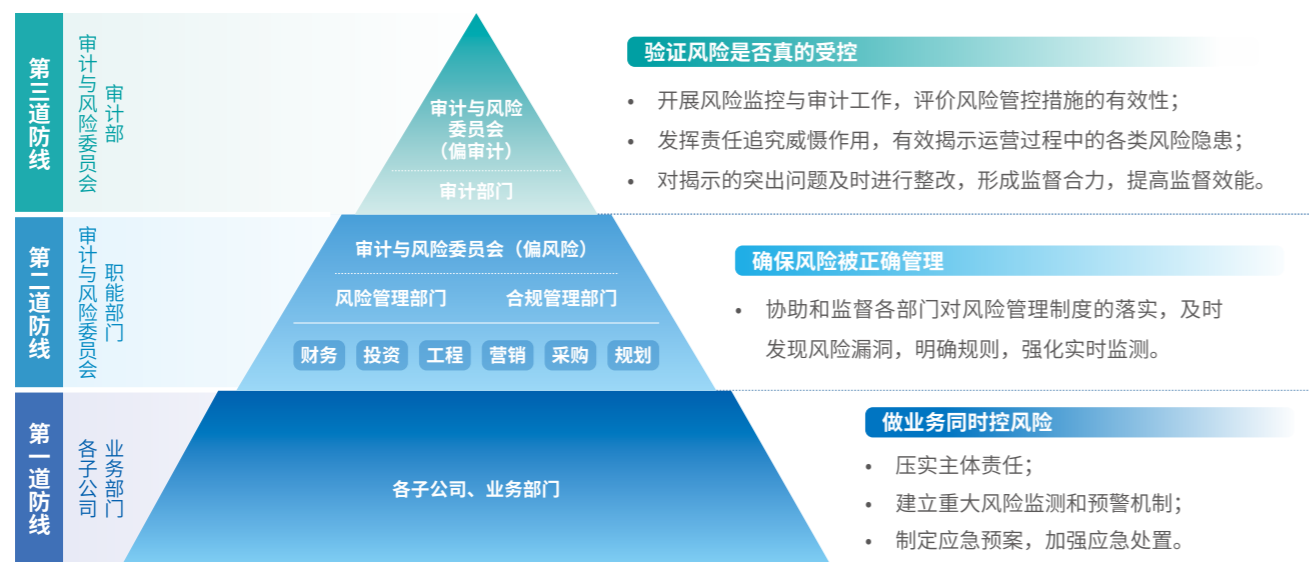 第三道防线
审计与风险委员会
审计部
审计与风险
委员会
（偏审计）
审计部门
验证风险是否真的受控
• 开展风险监控与审计工作，评价风险管控措施的有效性；
• 发挥责任追究威慑作用，有效揭示运营过程中的各类风险隐患；
• 对揭示的突出问题及时进行整改，形成监督合力，提高监督效能。
第二道防线
审计与风险委员会
职能部门
审计与风险委员会（偏风险）
风险管理部门 合规管理部门
财务 投资 工程 营销 采购 规划
确保风险被正确管理
• 协助和监督各部门对风险管理制度的落实，及时
发现风险漏洞，明确规则，强化实时监测。
第一道防线
各子公司
业务部门
各子公司、业务部门
做业务同时控风险
• 压实主体责任；
• 建立重大风险监测和预警机制；
• 制定应急预案，加强应急处置。